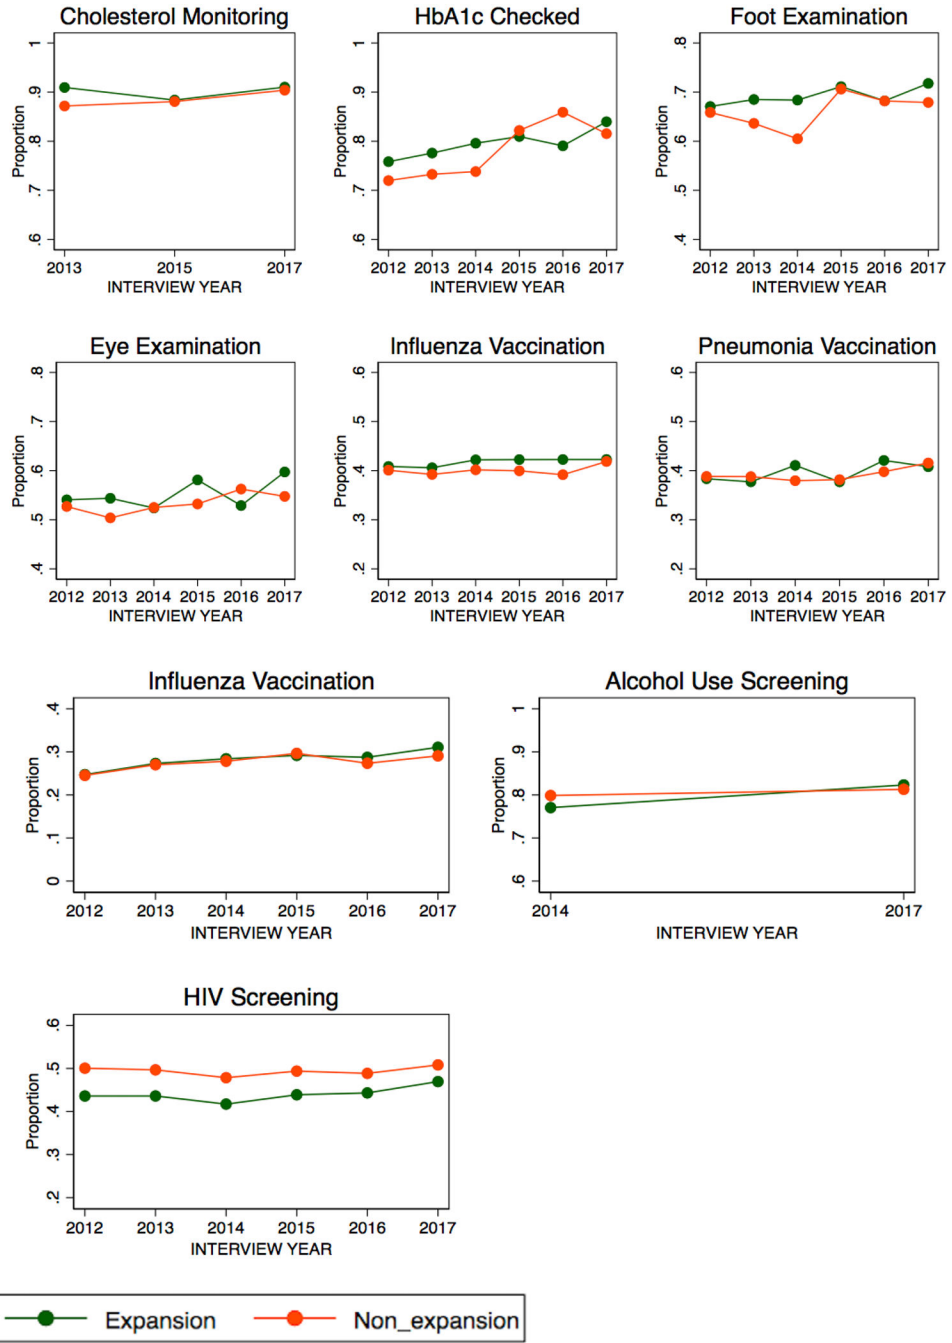 Cholesterol Monitoring
HbA1c Checked
Foot Examination
Proportion
1
.9
.8
.7
.6
2013 2015 2017
INTERVIEW YEAR
Proportion
1
.9
.8
.7
.6
2012 2013 2014 2015 2016 2017
INTERVIEW YEAR
Proportion
.8
.7
.6
.5
.4
2012 2013 2014 2015 2016 2017
INTERVIEW YEAR
Eye Examination
Influenza Vaccination
Pneumonia Vaccination
Proportion
.8
.7
.6
.5
.4
2012 2013 2014 2015 2016 2017
INTERVIEW YEAR
Proportion
.6
.5
.4
.3
.2
2012 2013 2014 2015 2016 2017
INTERVIEW YEAR
Proportion
.6
.5
.4
.3
.2
2012 2013 2014 2015 2016 2017
INTERVIEW YEAR
Influenza Vaccination
Alcohol Use Screening
Proportion
.4
.3
.2
.1
0
2012 2013 2014 2015 2016 2017
INTERVIEW YEAR
Proportion
1
.9
.8
.7
.6
2014 2017
INTERVIEW YEAR
HIV Screening
Proportion
.6
.5
.4
.3
.2
2012 2013 2014 2015 2016 2017
INTERVIEW YEAR
Expansion Non_expansion